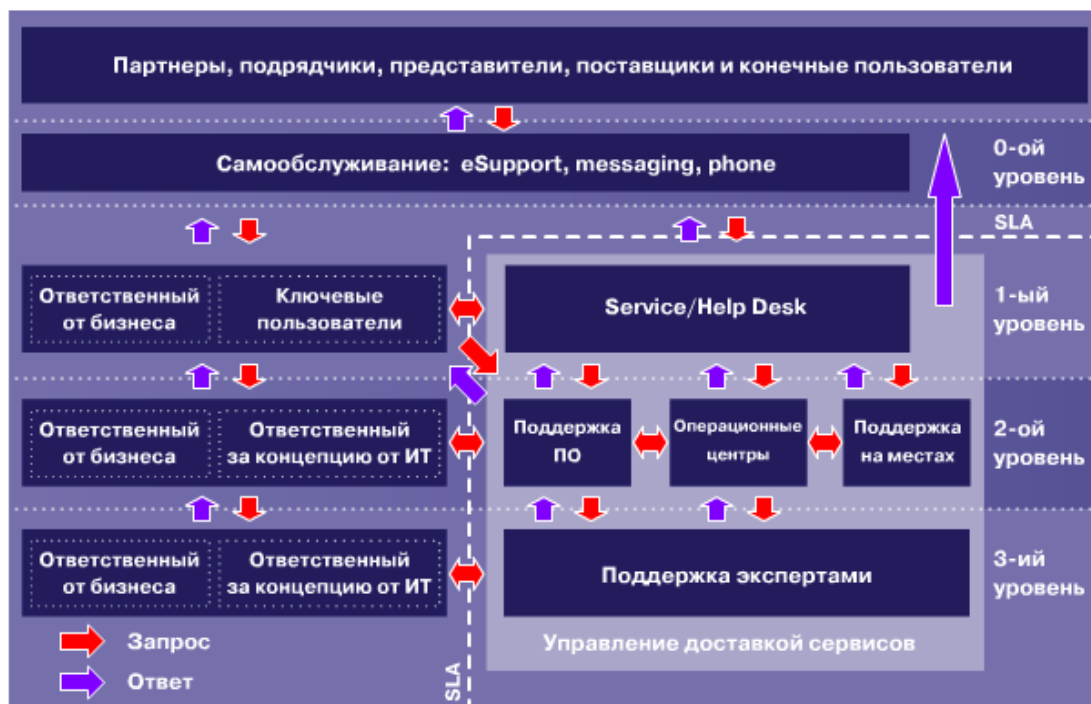 Партнеры, подрядчики, представители, поставщики и конечные пользователи
Самообслуживание: eSupport, messaging, phone
0-ой
уровень
SLA
Ответственный
от бизнеса
Ключевые
пользователи
Service/Help Desk
1-ый
уровень
Ответственный
от бизнеса
Ответственный
за концепцию от ИТ
Поддержка
ПО
Операционные
центры
Поддержка
на местах
2-ой
уровень
Ответственный
от бизнеса
Ответственный
за концепцию от ИТ
Поддержка экспертами
3-ий
уровень
Запрос
Ответ
SLA
Управление доставкой сервисов